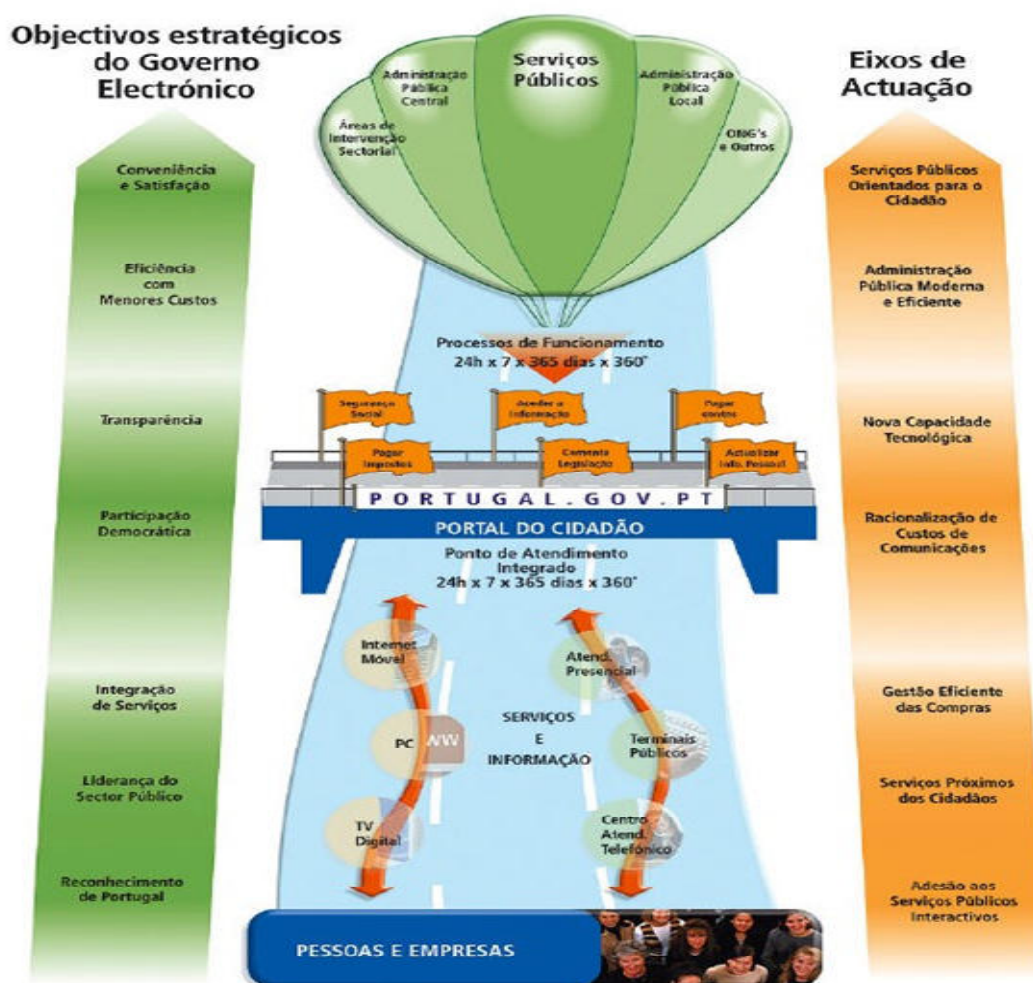 Objectivos estratégicos
do Governo
Electrónico
Conveniência
e Satisfação
Eficiência
com
Menores Custos
Transparência
Participação
Democrática
Integração
de Serviços
Liderança do
Sector Público
Reconhecimento
de Portugal
Serviços
Públicos
Administração
Pública
Central
Administração
Pública
Local
Áreas de
Intervenção
Sectorial
ONG's
e Outros
Processos de Funcionamento
24h x 7 x 365 dias x 360°
Segurança
Social
Aceder a
Informação
Pagar
contas
Pagar
Impostos
Comenta
Legislação
Actualizar
Info. Pessoal
PORTUGAL.GOV.PT
PORTAL DO CIDADÃO
Ponto de Atendimento
Integrado
24h x 7 x 365 dias x 360°
Internet
Móvel
Atend.
Presencial
PC
WW
SERVIÇOS
E
INFORMAÇÃO
Terminais
Públicos
TV
Digital
Centro
Atend.
Telefónico
PESSOAS E EMPRESAS
Eixos de
Actuação
Serviços Públicos
Orientados para o
Cidadão
Administração
Pública Moderna
e Eficiente
Nova Capacidade
Tecnológica
Racionalização de
Custos de
Comunicações
Gestão Eficiente
das Compras
Serviços Próximos
dos Cidadãos
Adesão aos
Serviços Públicos
Interactivos